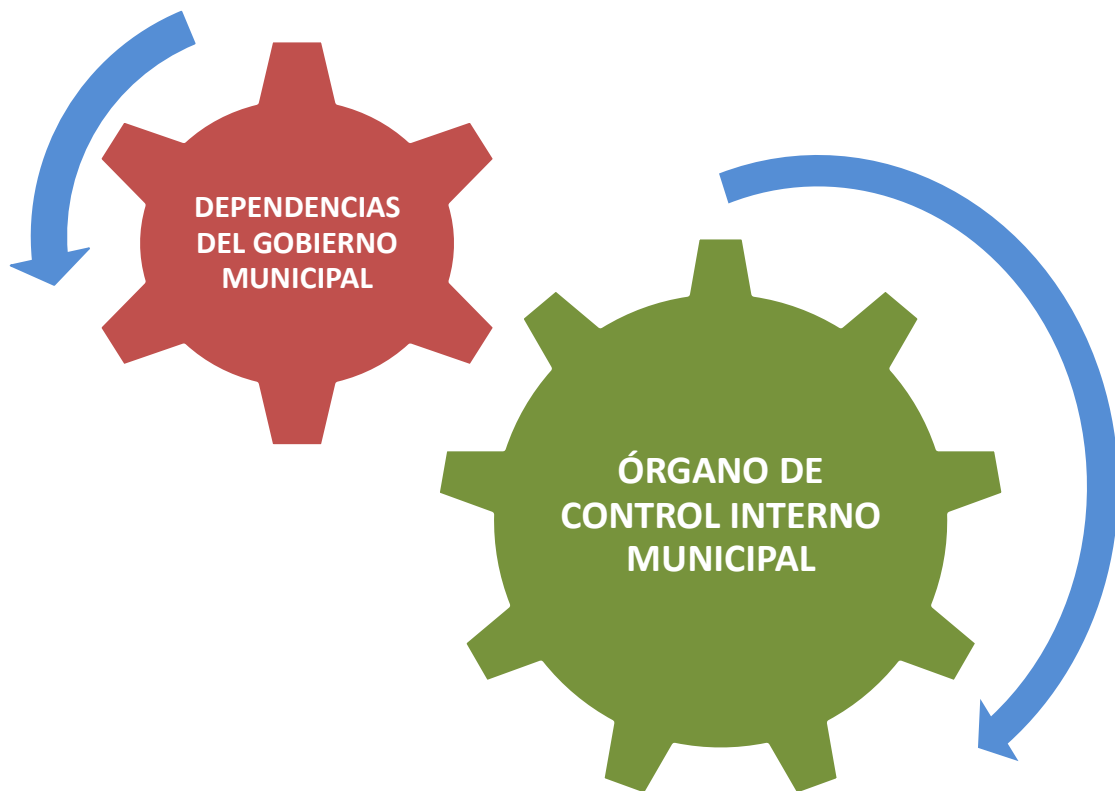 DEPENDENCIAS
DEL GOBIERNO
MUNICIPAL
ÓRGANO DE
CONTROL INTERNO
MUNICIPAL